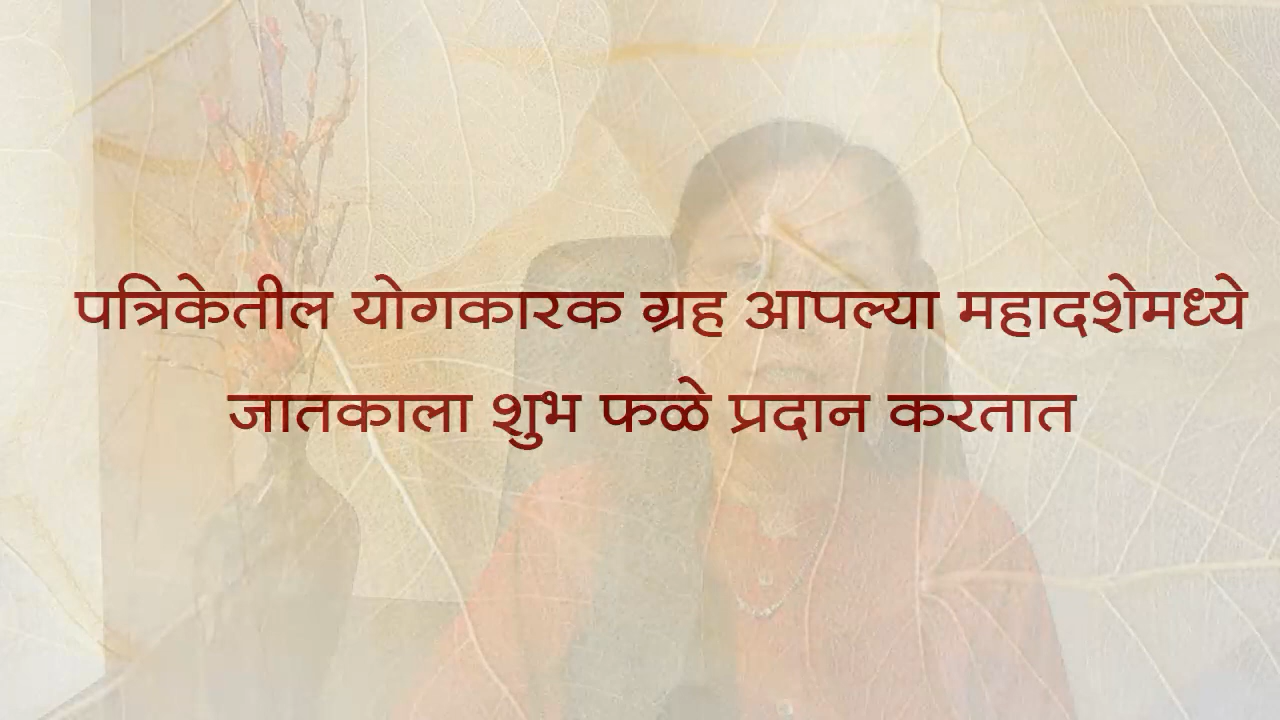 पत्रिकेतील योगकारक ग्रह आपल्या महादशेमध्ये
जातकाला शुभ फळे प्रदान करतात